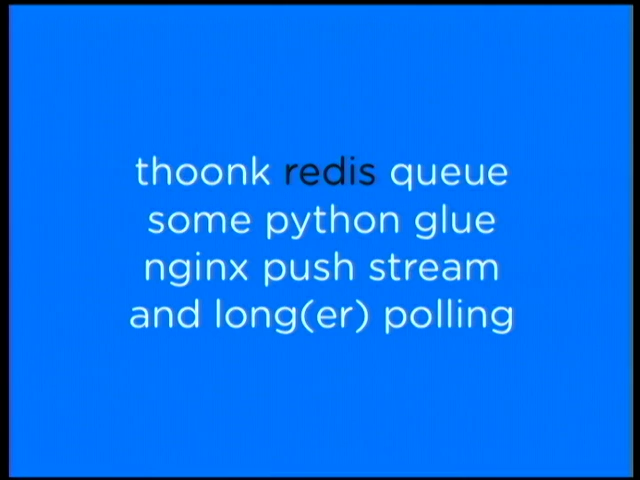 thoonk redis queue
some python glue
nginx push stream
and long(er) polling